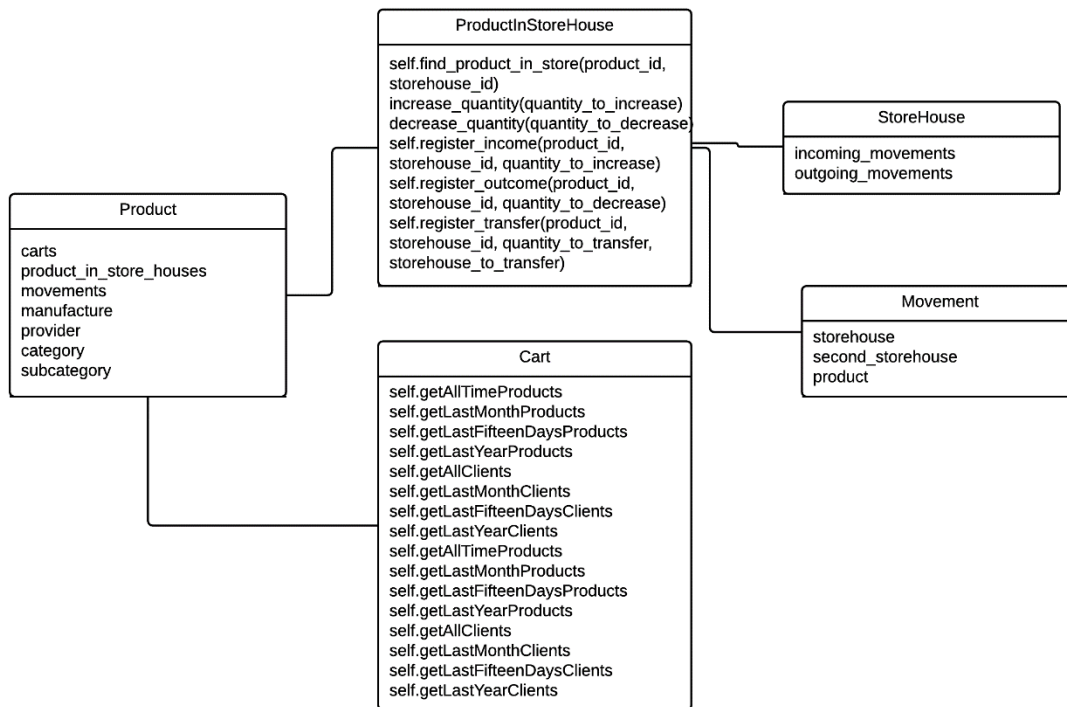 ProductInStoreHouse
self.find_product_in_store(product_id,
storehouse_id)
increase_quantity(quantity_to_increase)
decrease_quantity(quantity_to_decrease)
self.register_income(product_id,
storehouse_id, quantity_to_increase)
self.register_outcome(product_id,
storehouse_id, quantity_to_decrease)
self.register_transfer(product_id,
storehouse_id, quantity_to_transfer,
storehouse_to_transfer)
StoreHouse
incoming_movements
outgoing_movements
Product
carts
product_in_store_houses
movements
manufacture
provider
category
subcategory
Movement
storehouse
second_storehouse
product
Cart
self.getAllTimeProducts
self.getLastMonthProducts
self.getLastFifteenDaysProducts
self.getLastYearProducts
self.getAllClients
self.getLastMonthClients
self.getLastFifteenDaysClients
self.getLastYearClients
self.getAllTimeProducts
self.getLastMonthProducts
self.getLastFifteenDaysProducts
self.getLastYearProducts
self.getAllClients
self.getLastMonthClients
self.getLastFifteenDaysClients
self.getLastYearClients